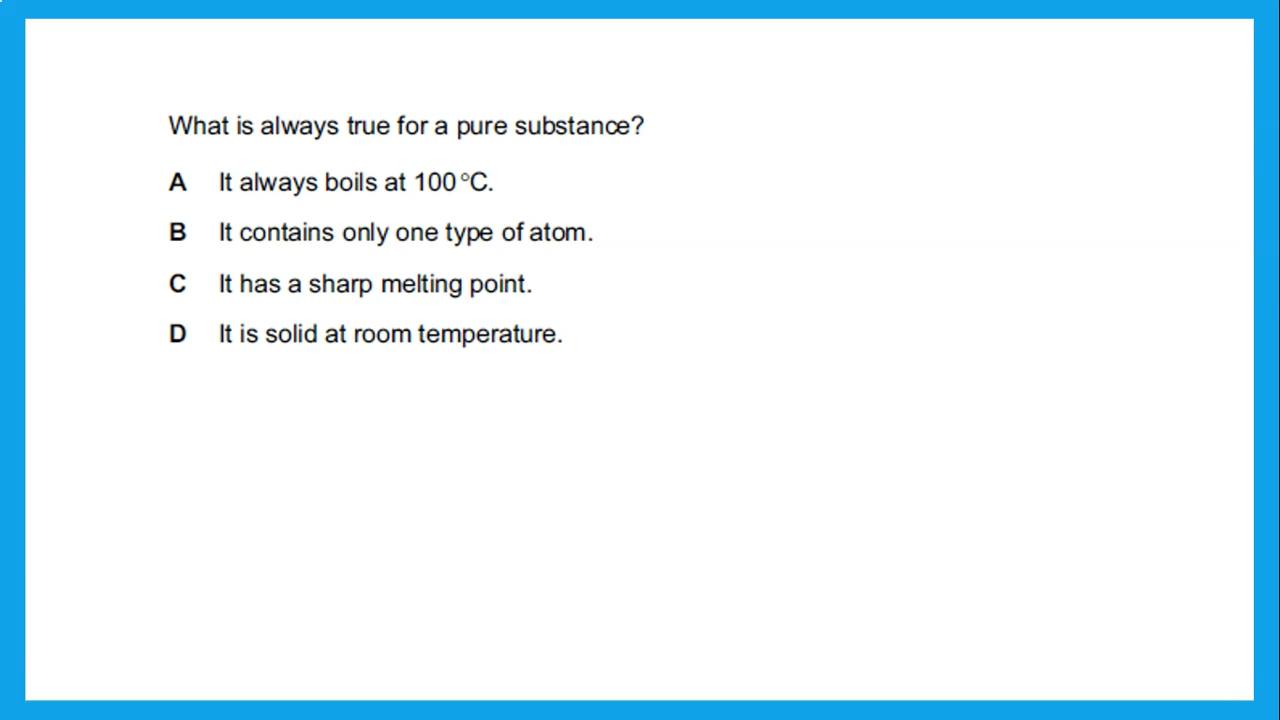 What is always true for a pure substance?
A It always boils at 100 °C.
B It contains only one type of atom.
C It has a sharp melting point.
D It is solid at room temperature.